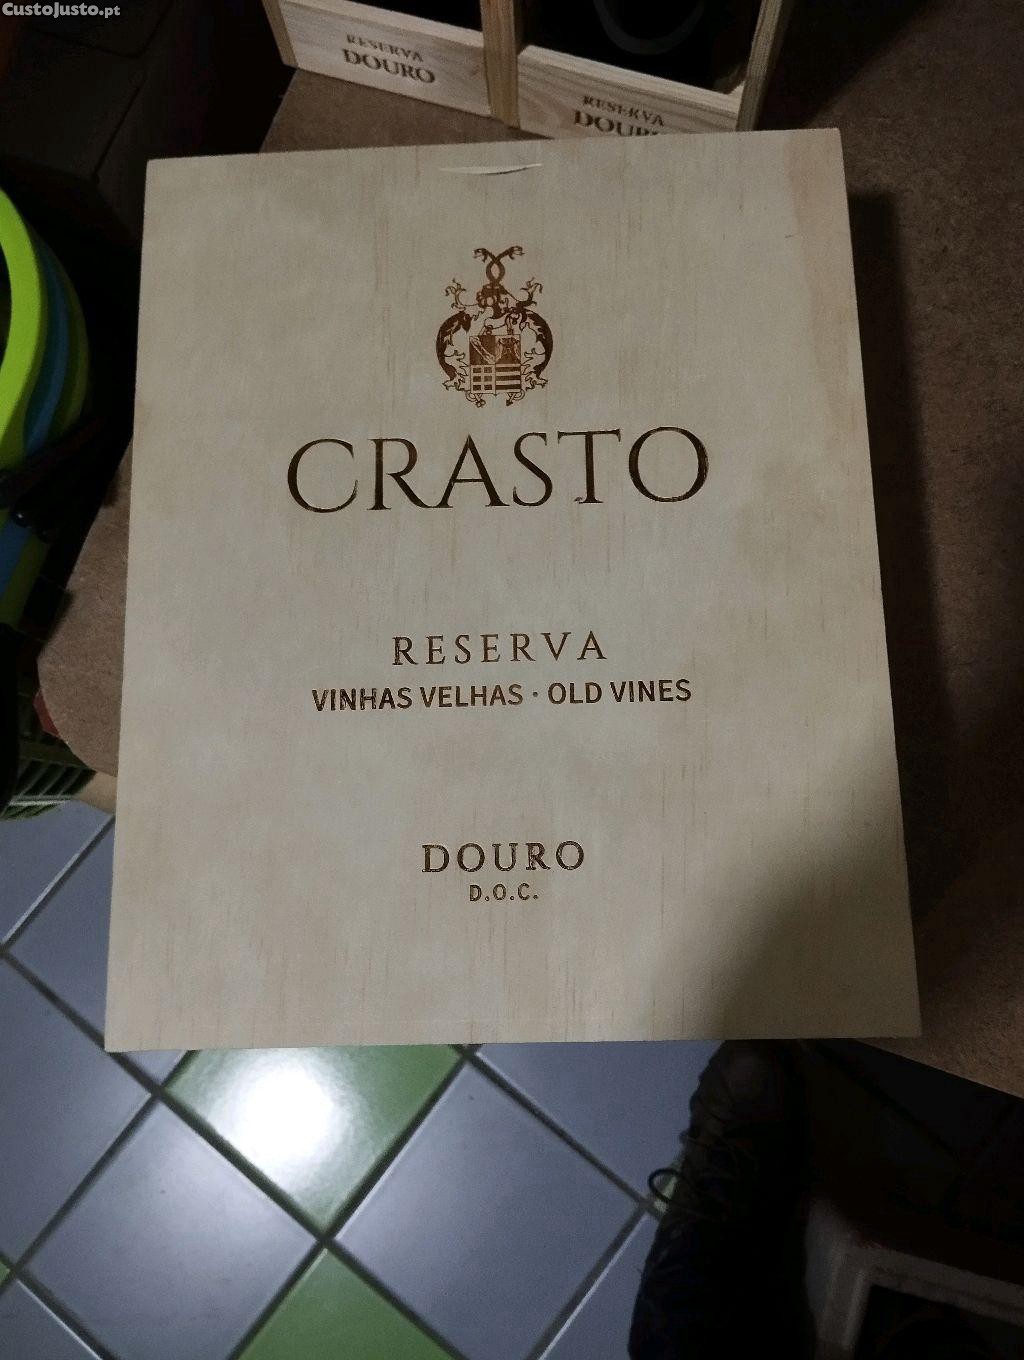 CustoJusto.pt
RESERVA
DOURO
RESERVA
DOURO
CRASTO
RESERVA
VINHAS VELHAS · OLD VINES
DOURO
D.O.C.